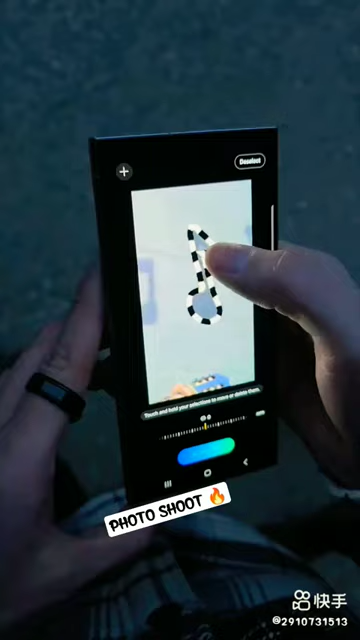 Deselect
Touch and hold your selections to move or delete them.
PHOTO SHOOT 🔥
快手
@2910731513